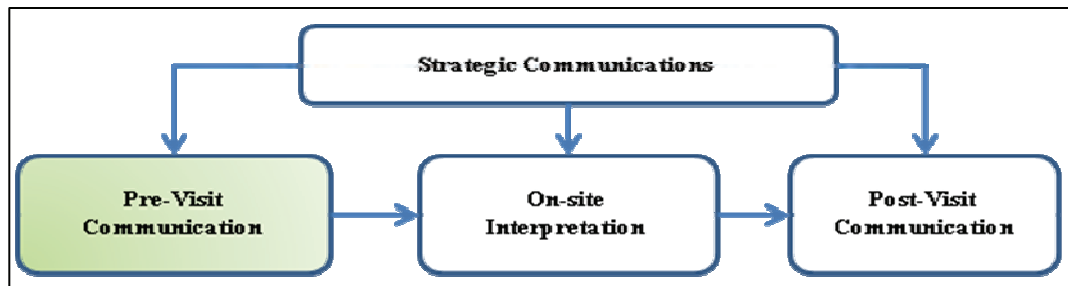 Strategic Communications
Pre-Visit
Communication
On-site
Interpretation
Post-Visit
Communication